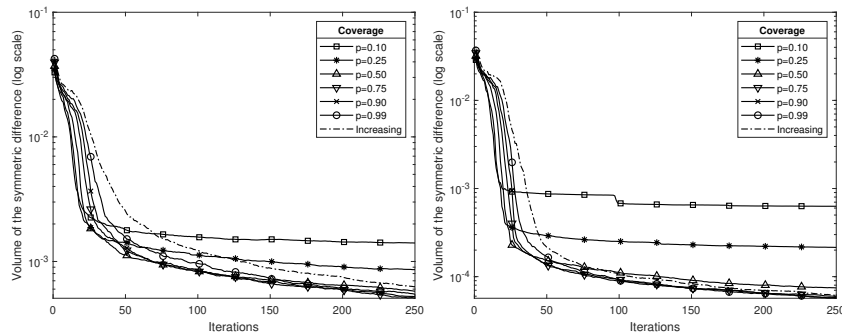 Volume of the symmetric difference (log scale)
10⁻¹
10⁻²
10⁻³
50
100
150
200
250
Iterations
Coverage
p=0.10
p=0.25
p=0.50
p=0.75
p=0.90
p=0.99
Increasing
Volume of the symmetric difference (log scale)
10⁻¹
10⁻²
10⁻³
10⁻⁴
50
100
150
200
250
Iterations
Coverage
p=0.10
p=0.25
p=0.50
p=0.75
p=0.90
p=0.99
Increasing